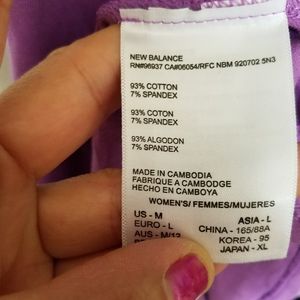 NEW BALANCE
RN#96937 CA#06054/RFC NBM 920702 5N3
93% COTTON
7% SPANDEX
93% COTON
7% SPANDEX
93% ALGODON
7% SPANDEX
MADE IN CAMBODIA
FABRIQUE A CAMBODGE
HECHO EN CAMBOYA
WOMEN'S/ FEMMES/MUJERES
US - M ASIA - L
EURO - L CHINA - 165/88A
AUS - M/12 KOREA - 95
JAPAN - XL